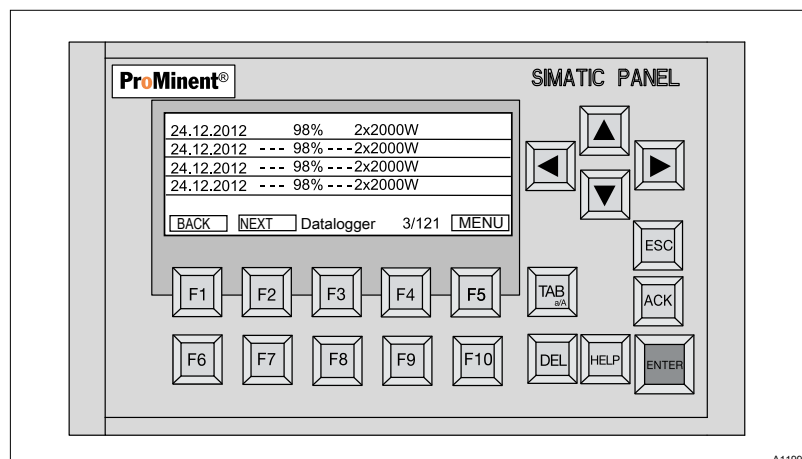 ProMinent®
SIMATIC PANEL
24.12.2012 98% 2x2000W
24.12.2012 --- 98% ---2x2000W
24.12.2012 --- 98% ---2x2000W
24.12.2012 --- 98% ---2x2000W
BACK NEXT Datalogger 3/121 MENU
ESC
F1 F2 F3 F4 F5 TAB
a/A
ACK
F6 F7 F8 F9 F10 DEL HELP ENTER